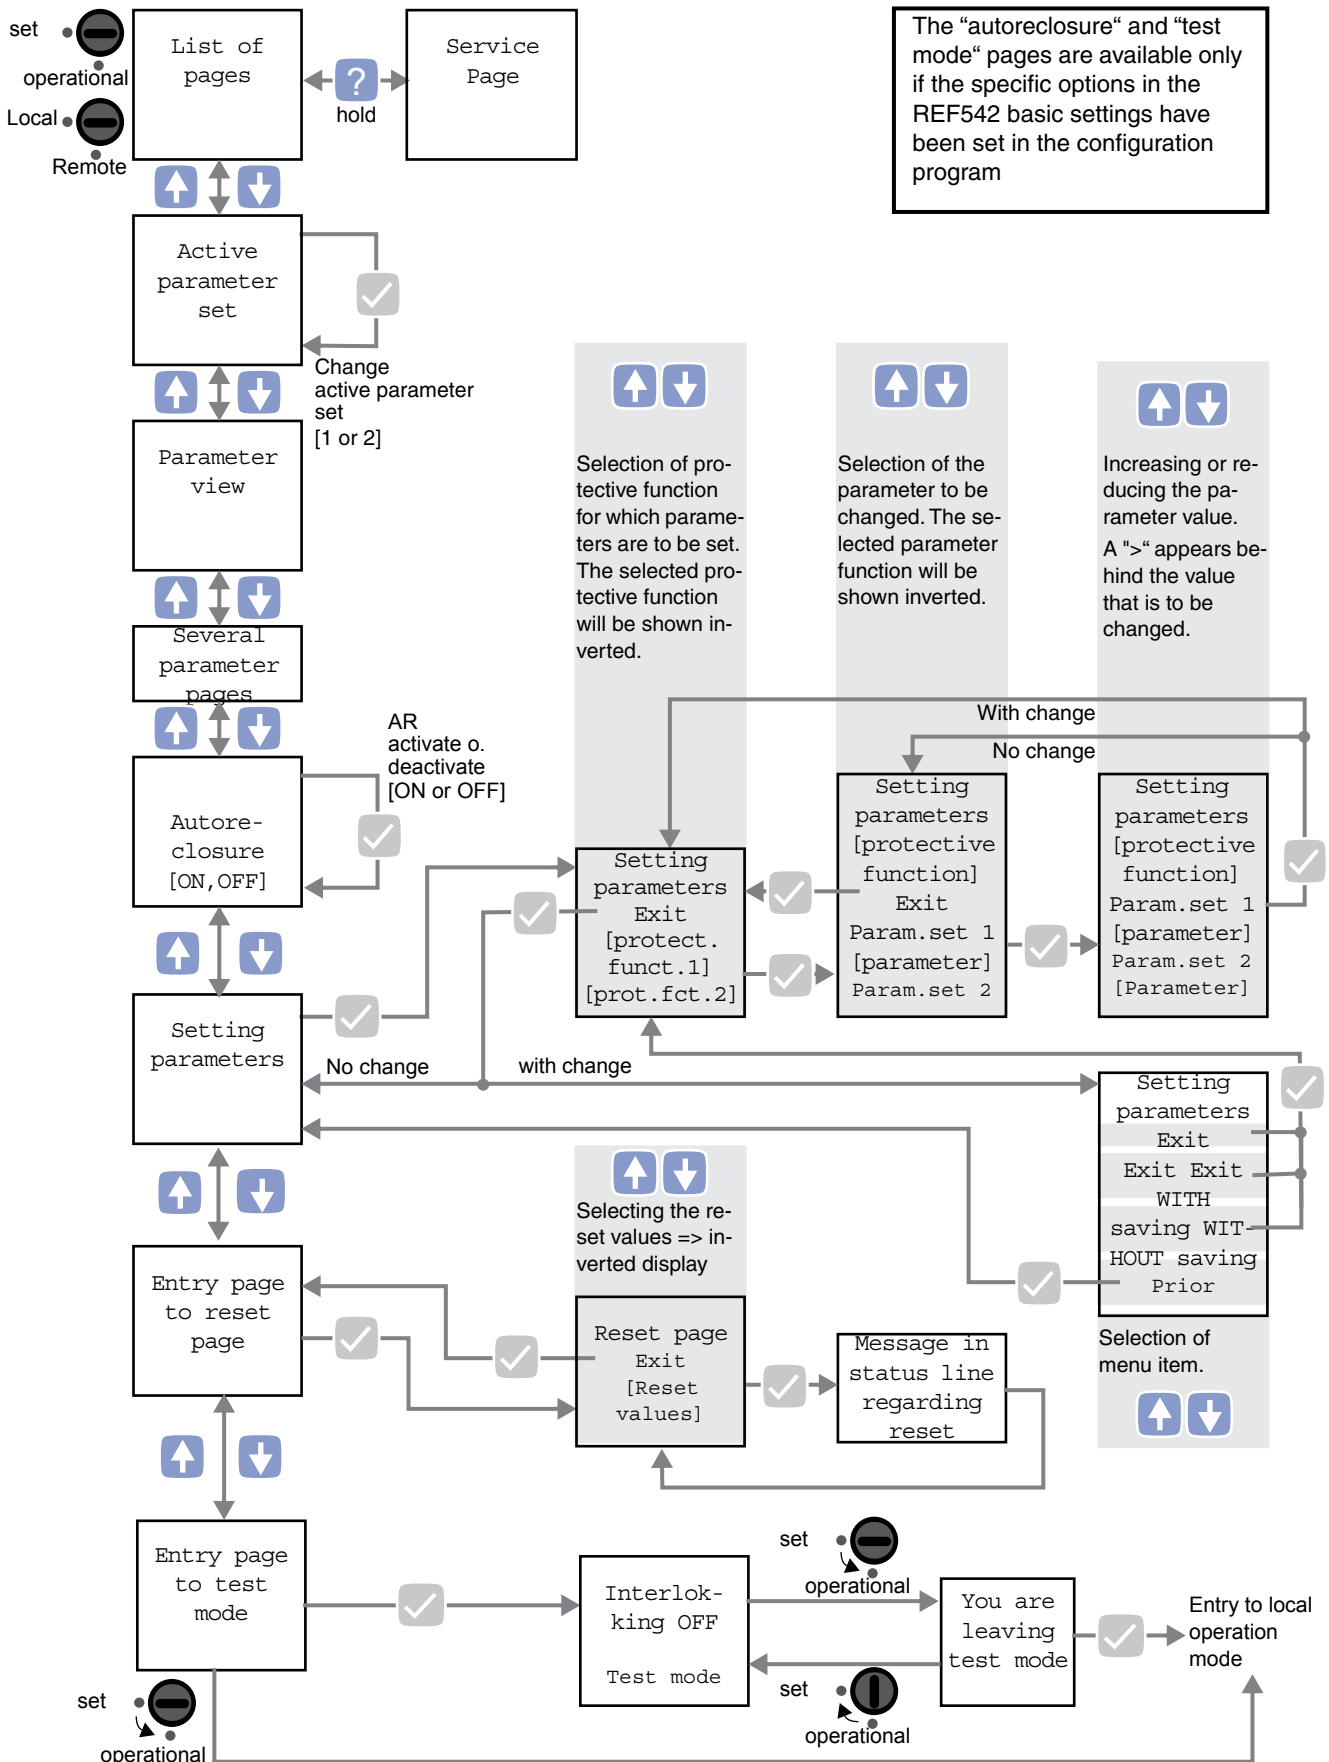 set
operational
Local
Remote
List of
pages
?
hold
Service
Page
The “autoreclosure“ and “test
mode“ pages are available only
if the specific options in the
REF542 basic settings have
been set in the configuration
program
Active
parameter
set
Change
active parameter
set
[1 or 2]
Parameter
view
Several
parameter
pages
Selection of pro-
tective function
for which parame-
ters are to be set.
The selected pro-
tective function
will be shown in-
verted.
Selection of the
parameter to be
changed. The se-
lected parameter
function will be
shown inverted.
Increasing or re-
ducing the pa-
rameter value.
A ">“ appears be-
hind the value
that is to be
changed.
AR
activate o.
deactivate
[ON or OFF]
Autore-
closure
[ON,OFF]
With change
No change
Setting
parameters
Exit
[protect.
funct.1]
[prot.fct.2]
Setting
parameters
[protective
function]
Exit
Param.set 1
[parameter]
Param.set 2
Setting
parameters
[protective
function]
Param.set 1
[parameter]
Param.set 2
[Parameter]
Setting
parameters
No change
with change
Setting
parameters
Exit
Exit Exit
WITH
saving WIT-
HOUT saving
Prior
Selection of
menu item.
Entry page
to reset
page
Selecting the re-
set values => in-
verted display
Reset page
Exit
[Reset
values]
Message in
status line
regarding
reset
Entry page
to test
mode
Interlok-
king OFF
Test mode
set
operational
You are
leaving
test mode
set
operational
Entry to local
operation
mode
set
operational